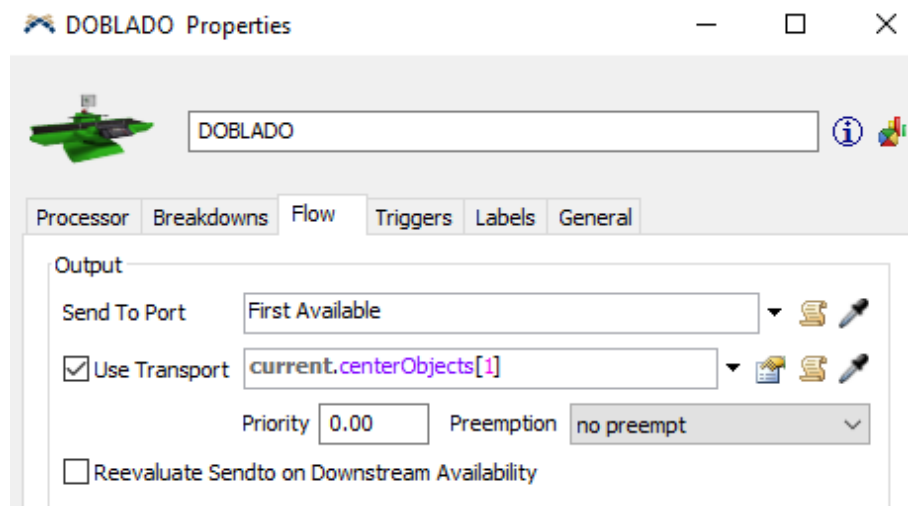 DOBLADO Properties
DOBLADO
Processor Breakdowns Flow Triggers Labels General
Output
Send To Port First Available
Use Transport current.centerObjects[1]
Priority 0.00 Preemption no preempt
Reevaluate Sendto on Downstream Availability